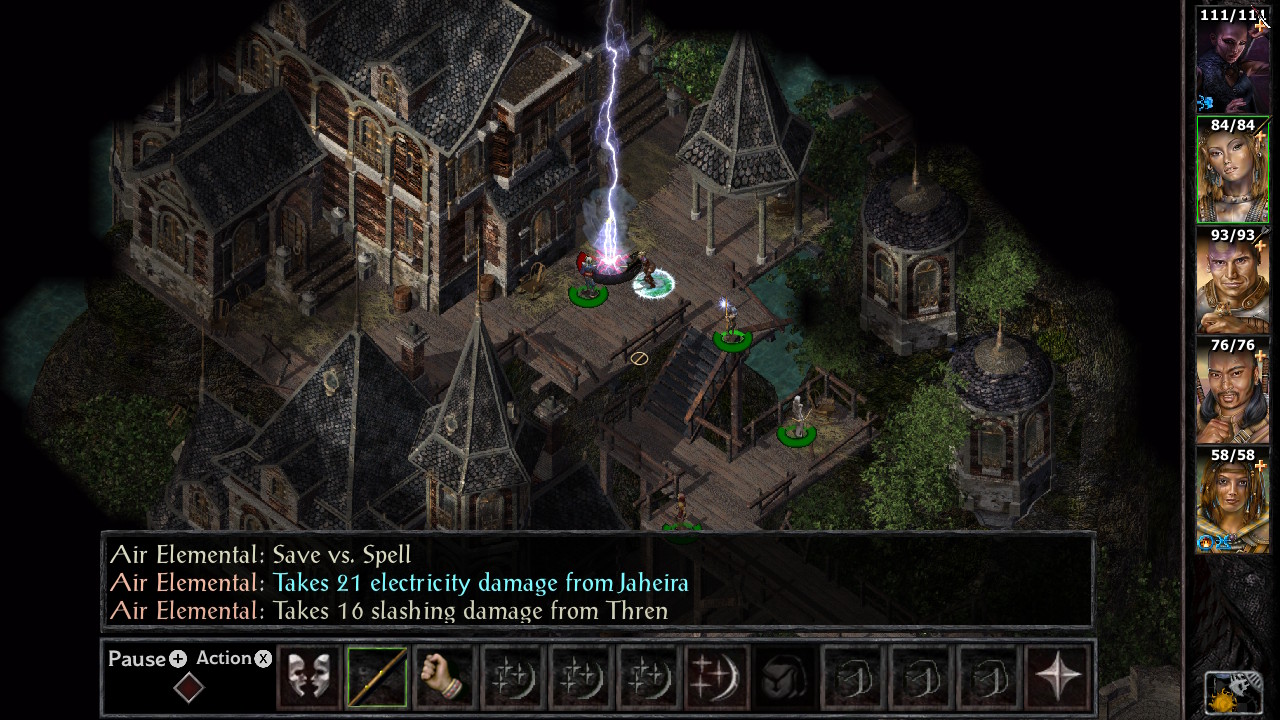 111/111
84/84
93/93
76/76
58/58
Air Elemental: Save vs. Spell
Air Elemental: Takes 21 electricity damage from Jaheira
Air Elemental: Takes 16 slashing damage from Thren
Pause + Action X